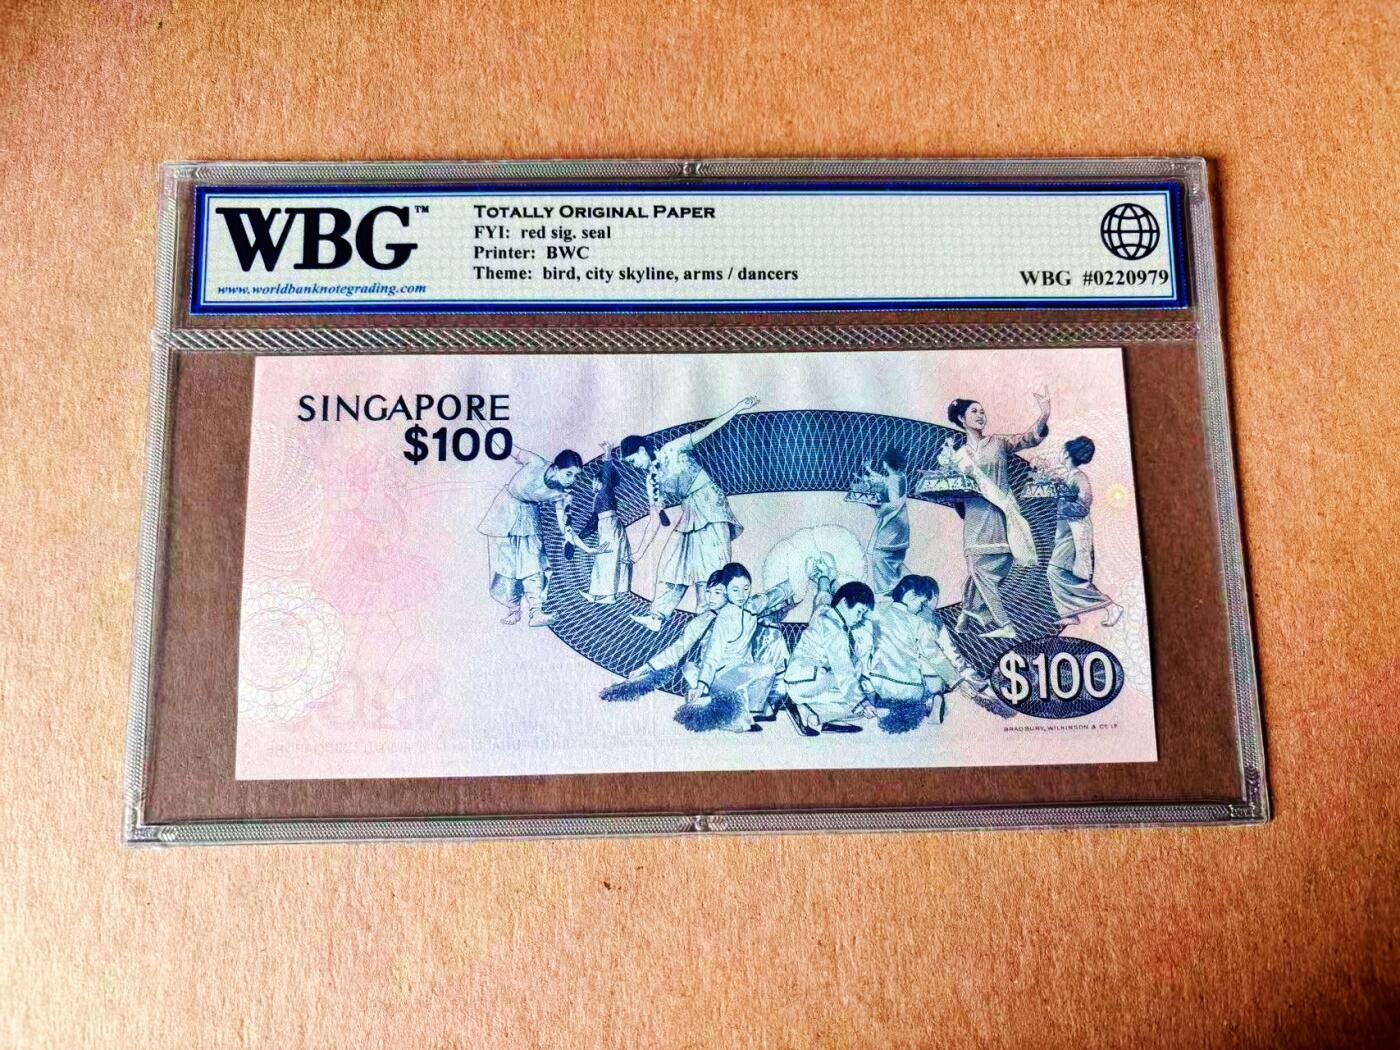 WBG™
www.worldbanknotegrading.com
TOTALLY ORIGINAL PAPER
FYI: red sig. seal
Printer: BWC
Theme: bird, city skyline, arms / dancers
WBG #0220979
SINGAPORE
$100
$100
BRADBURY, WILKINSON & CO LD